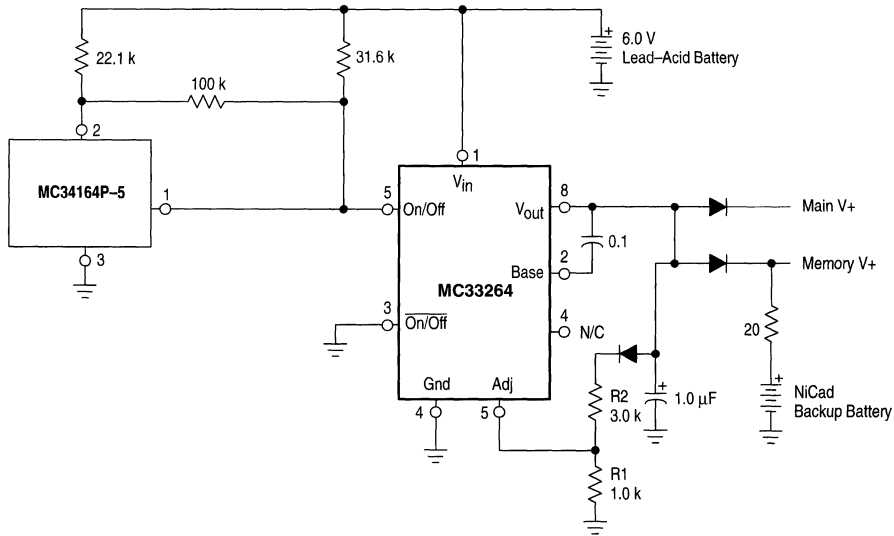 22.1 k
31.6 k
+
6.0 V
Lead–Acid Battery
100 k
2
MC34164P–5
1
3
1
Vin
5
On/Off
Vout
8
Main V+
0.1
Base
2
Memory V+
MC33264
3
On/Off
4
N/C
20
+
NiCad
Backup Battery
Gnd
Adj
R2
3.0 k
+
1.0 µF
4
5
R1
1.0 k